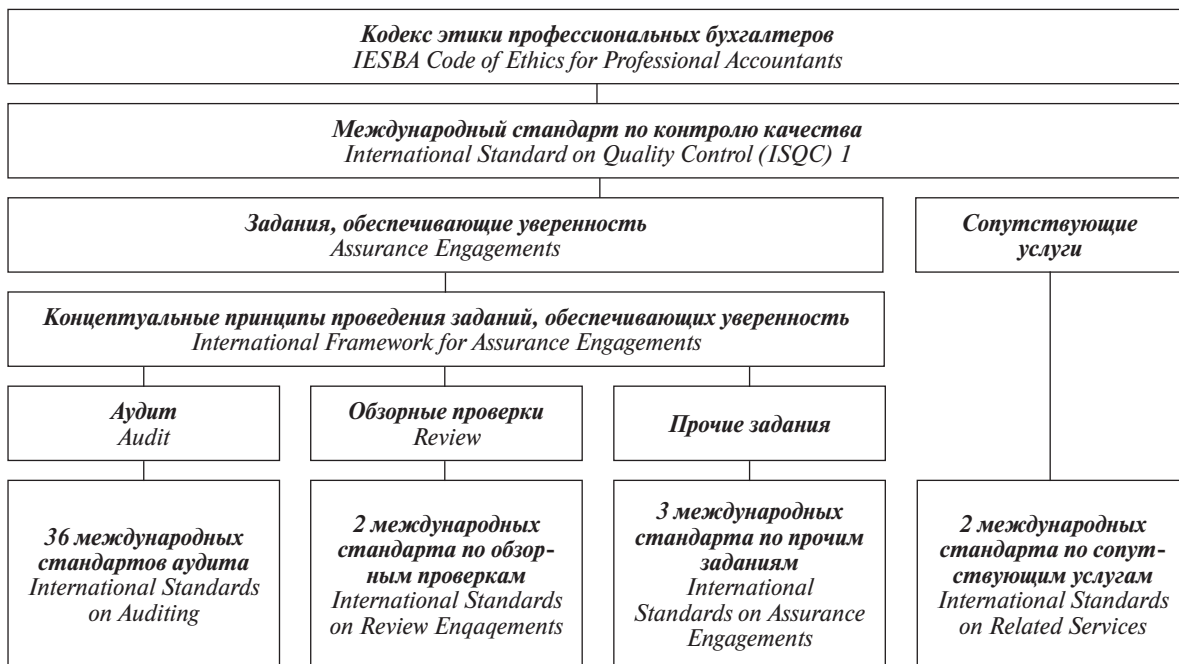 Кодекс этики профессиональных бухгалтеров
IESBA Code of Ethics for Professional Accountants
Международный стандарт по контролю качества
International Standard on Quality Control (ISQC) 1
Задания, обеспечивающие уверенность
Assurance Engagements
Сопутствующие
услуги
Концептуальные принципы проведения заданий, обеспечивающих уверенность
International Framework for Assurance Engagements
Аудит
Audit
Обзорные проверки
Review
Прочие задания
36 международных
стандартов аудита
International Standards
on Auditing
2 международных
стандарта по обзор-
ным проверкам
International Standards
on Review Enqaqements
3 международных
стандарта по прочим
заданиям
International
Standards on Assurance
Engagements
2 международных
стандарта по сопут-
ствующим услугам
International Standards
on Related Services